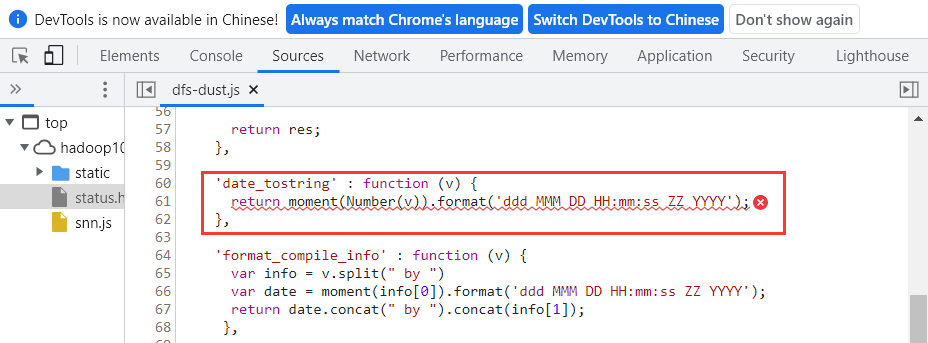 DevTools is now available in Chinese! Always match Chrome's language Switch DevTools to Chinese Don't show again
Elements Console Sources Network Performance Memory Application Security Lighthouse
dfs-dust.js
top
hadoop10
static
status.h
snn.js
56
57 return res;
58 },
59
60 'date_tostring' : function (v) {
61 return moment(Number(v)).format('ddd MMM DD HH:mm:ss ZZ YYYY');
62 },
63
64 'format_compile_info' : function (v) {
65 var info = v.split(" by ")
66 var date = moment(info[0]).format('ddd MMM DD HH:mm:ss ZZ YYYY');
67 return date.concat(" by ").concat(info[1]);
68 },